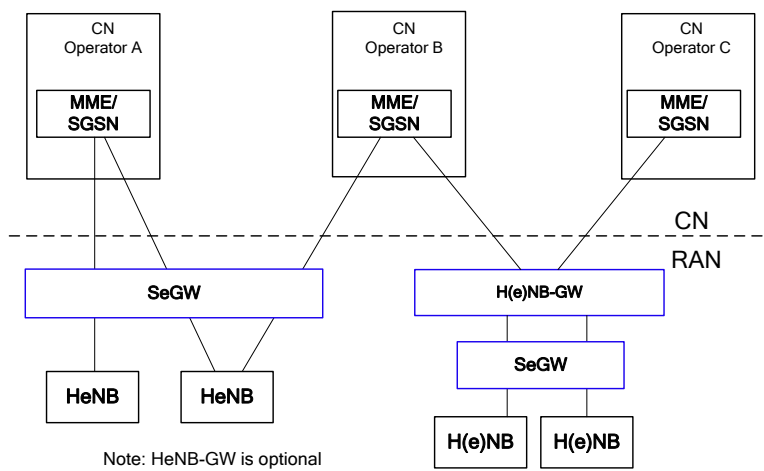 CN
Operator A
CN
Operator B
CN
Operator C
MME/
SGSN
MME/
SGSN
MME/
SGSN
CN
RAN
SeGW
H(e)NB-GW
SeGW
HeNB
HeNB
H(e)NB
H(e)NB
Note: HeNB-GW is optional